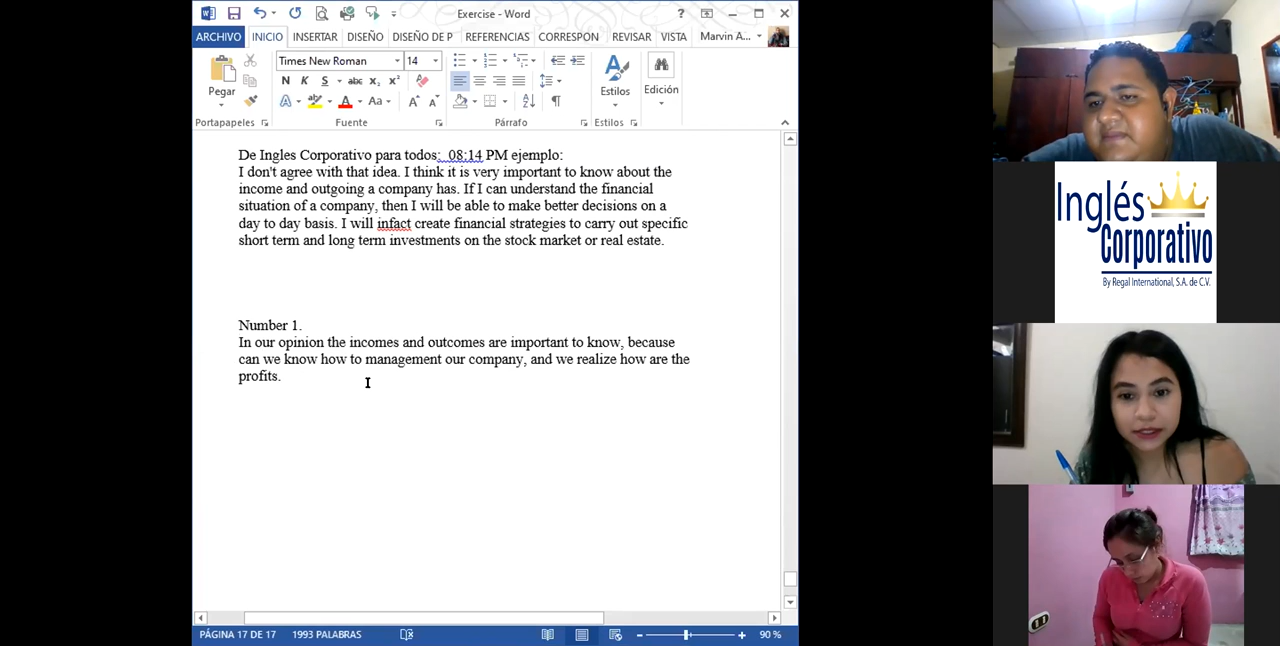 Exercise - Word
ARCHIVO INICIO INSERTAR DISEÑO DISEÑO DE P REFERENCIAS CORRESPON REVISAR VISTA Marvin A...
Times New Roman 14
Pegar
N K S abc x₂ x²
A A Aa A A
Estilos
Edición
Portapapeles Fuente Párrafo Estilos
De Ingles Corporativo para todos: 08:14 PM ejemplo:
I don't agree with that idea. I think it is very important to know about the
income and outgoing a company has. If I can understand the financial
situation of a company, then I will be able to make better decisions on a
day to day basis. I will infact create financial strategies to carry out specific
short term and long term investments on the stock market or real estate.
Number 1.
In our opinion the incomes and outcomes are important to know, because
can we know how to management our company, and we realize how are the
profits.
PÁGINA 17 DE 17 1993 PALABRAS 90 %
Inglés
Corporativo
By Regal International, S.A. de C.V.